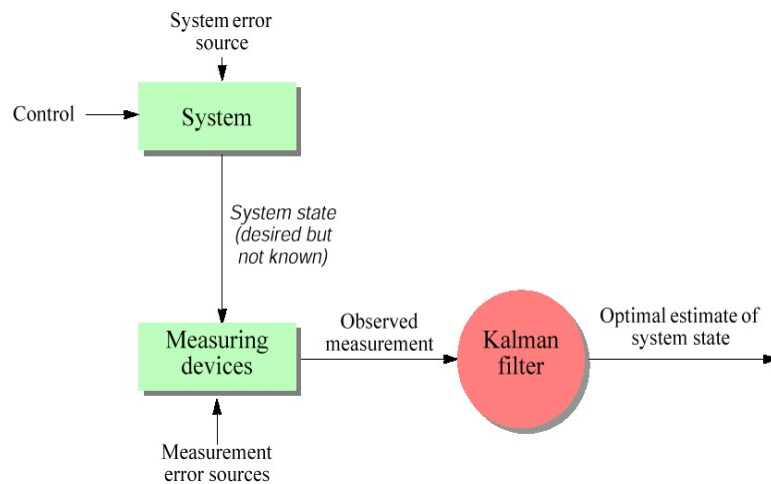 System error
source
Control
System
System state
(desired but
not known)
Measuring
devices
Observed
measurement
Kalman
filter
Optimal estimate of
system state
Measurement
error sources